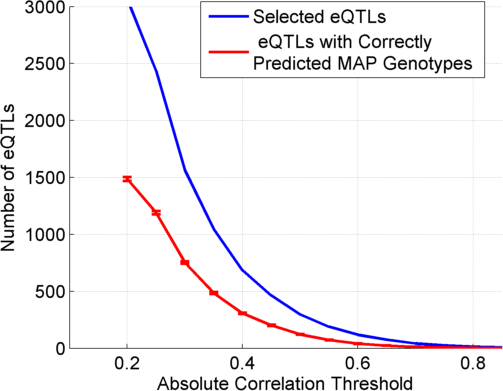 Selected eQTLs
eQTLs with Correctly
Predicted MAP Genotypes
Number of eQTLs
3000
2500
2000
1500
1000
500
0
0.2
0.4
0.6
0.8
Absolute Correlation Threshold